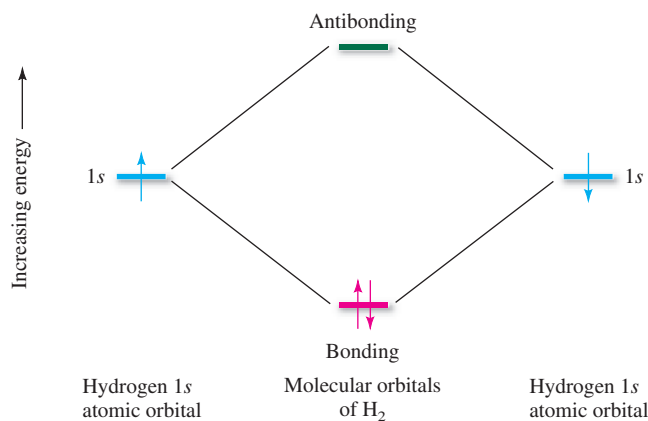 Antibonding
Increasing energy
1s
1s
Bonding
Hydrogen 1s
atomic orbital
Molecular orbitals
of H₂
Hydrogen 1s
atomic orbital